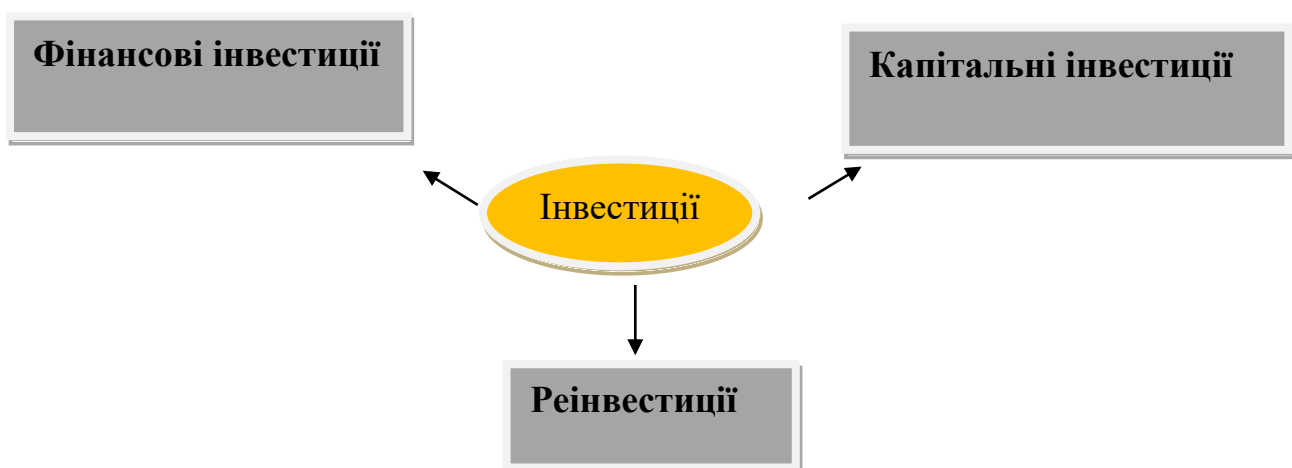 Фінансові інвестиції
Капітальні інвестиції
Інвестиції
Реінвестиції